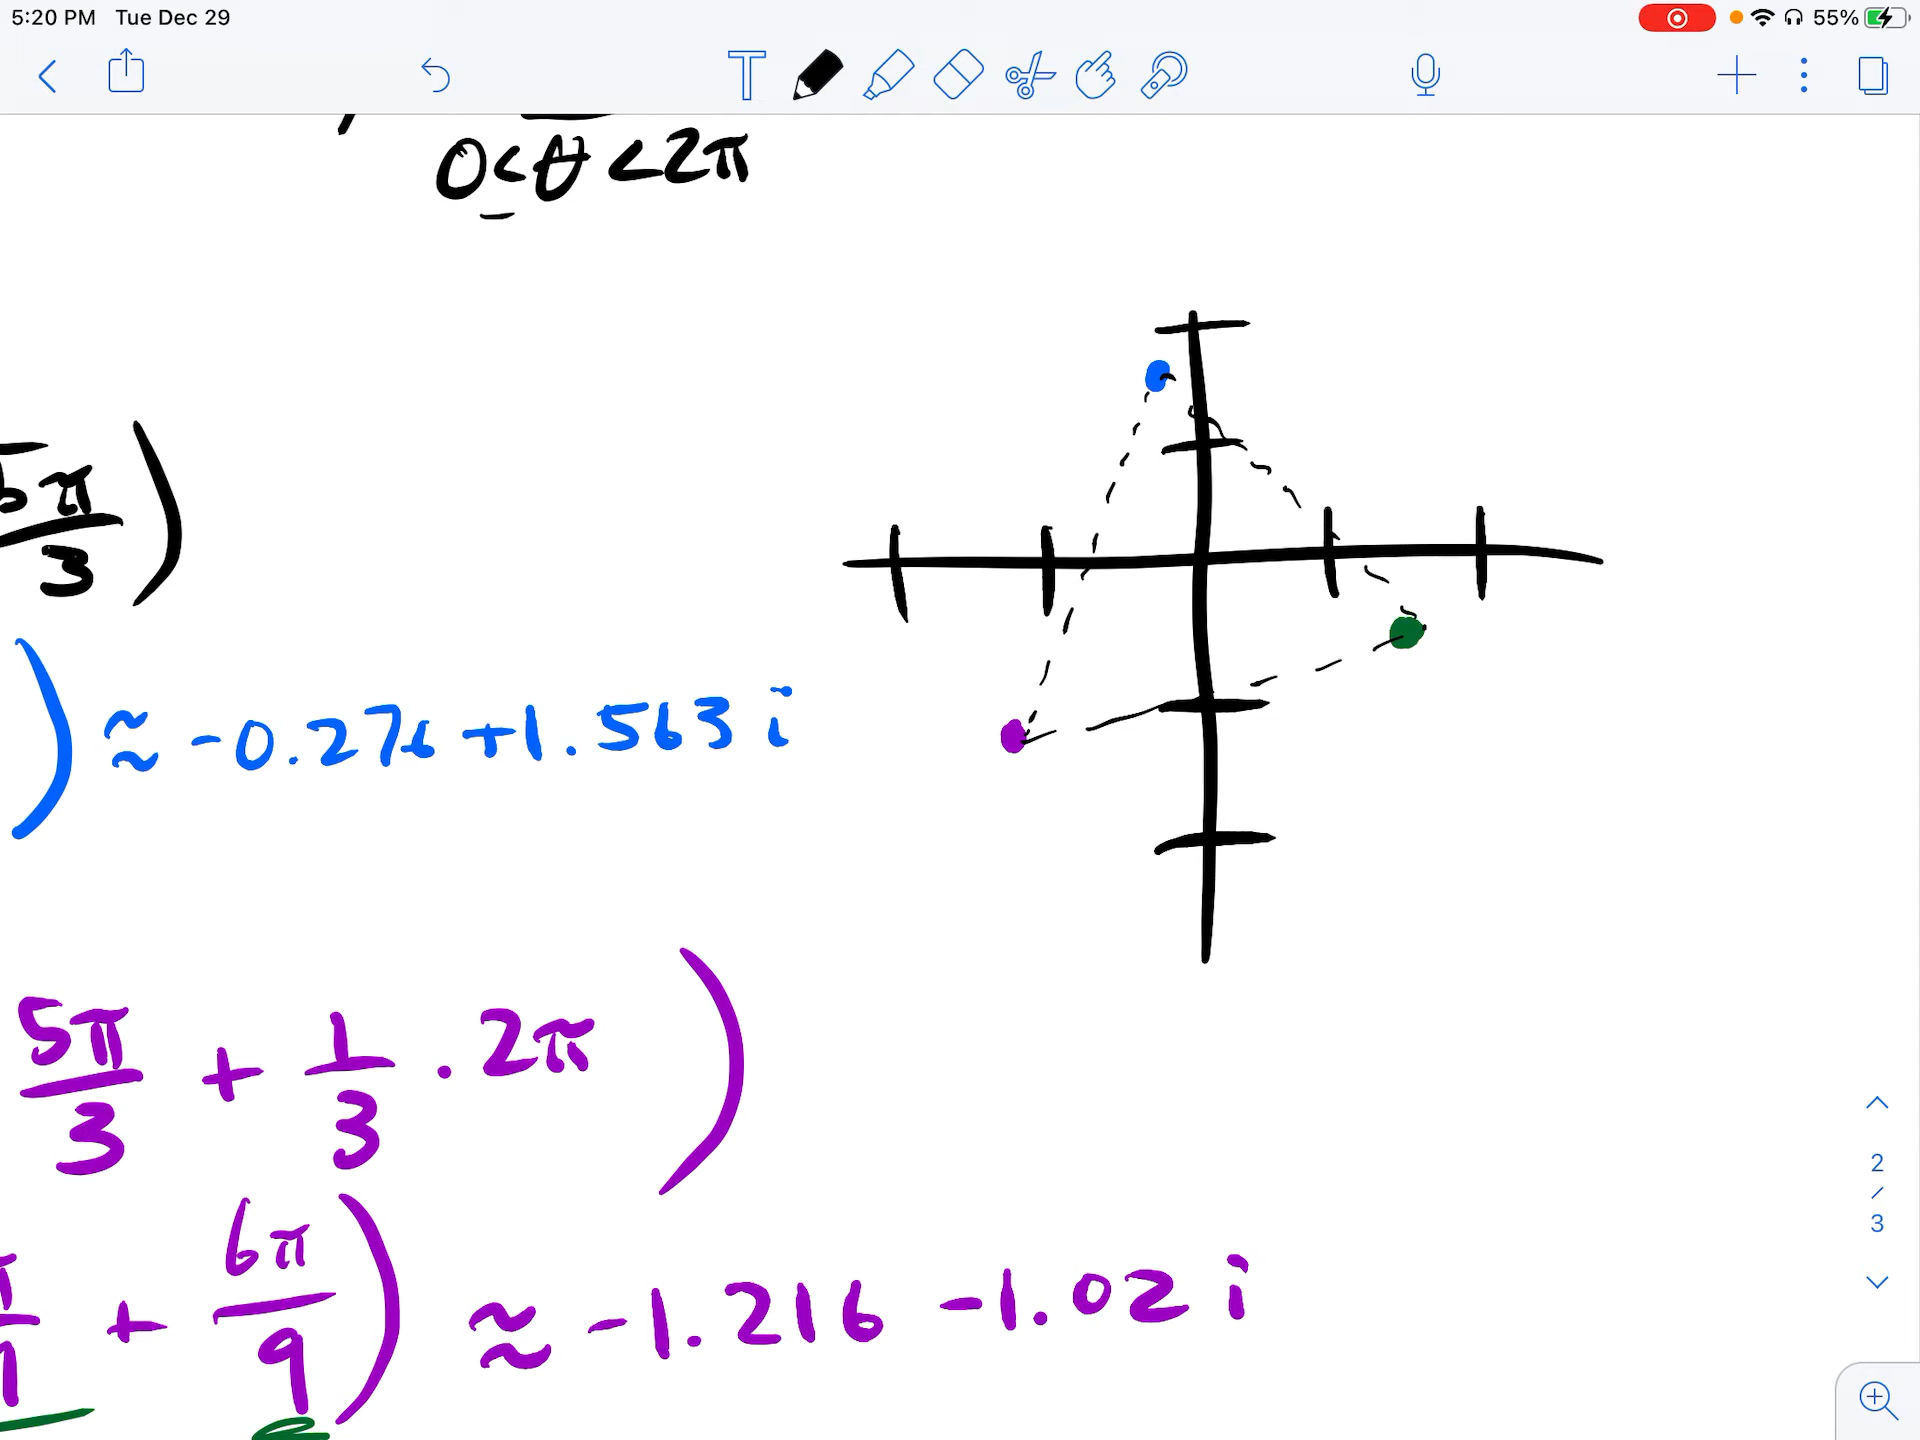 5:20 PM Tue Dec 29 55%
T
0<θ<2π
5π/3 )
) ≈ -0.276+1.563 i
5π/3 + 1/3 . 2π )
+ 6π/9 ) ≈ -1.216 -1.02 i
2
/
3